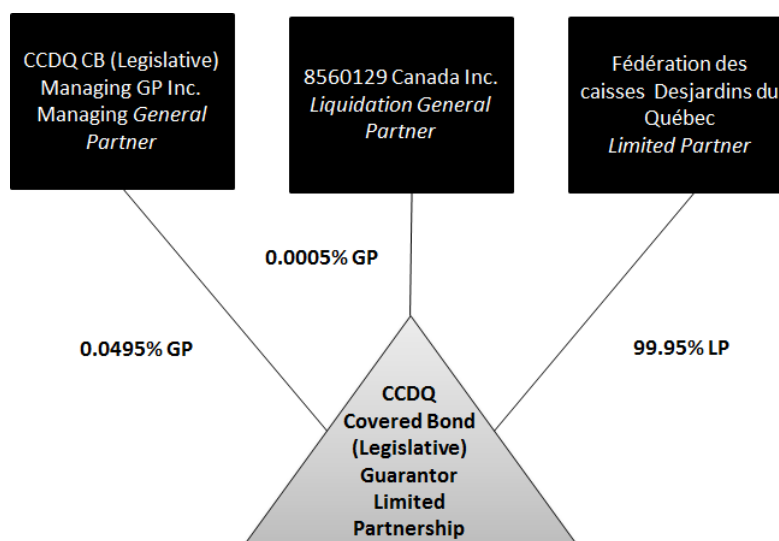 CCDQ CB (Legislative)
Managing GP Inc.
Managing General
Partner
8560129 Canada Inc.
Liquidation General
Partner
Fédération des
caisses Desjardins du
Québec
Limited Partner
0.0005% GP
0.0495% GP
99.95% LP
CCDQ
Covered Bond
(Legislative)
Guarantor
Limited
Partnership